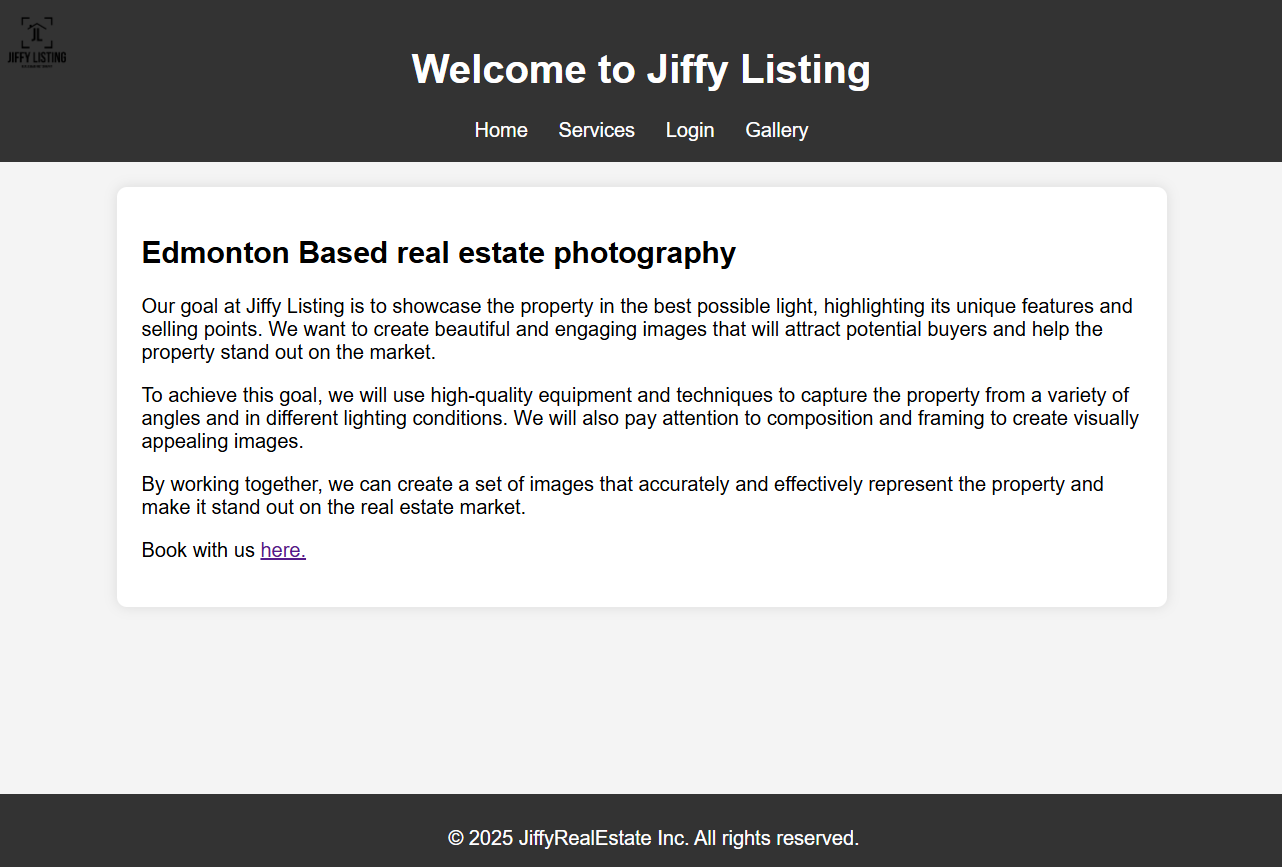 JIFFY LISTING
Welcome to Jiffy Listing
Home Services Login Gallery
Edmonton Based real estate photography
Our goal at Jiffy Listing is to showcase the property in the best possible light, highlighting its unique features and
selling points. We want to create beautiful and engaging images that will attract potential buyers and help the
property stand out on the market.
To achieve this goal, we will use high-quality equipment and techniques to capture the property from a variety of
angles and in different lighting conditions. We will also pay attention to composition and framing to create visually
appealing images.
By working together, we can create a set of images that accurately and effectively represent the property and
make it stand out on the real estate market.
Book with us here.
© 2025 JiffyRealEstate Inc. All rights reserved.